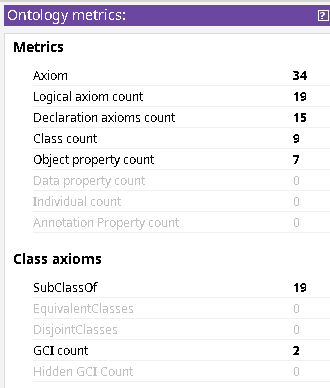 Ontology metrics: ?
Metrics
Axiom 34
Logical axiom count 19
Declaration axioms count 15
Class count 9
Object property count 7
Data property count 0
Individual count 0
Annotation Property count 0
Class axioms
SubClassOf 19
EquivalentClasses 0
DisjointClasses 0
GCI count 2
Hidden GCI Count 0